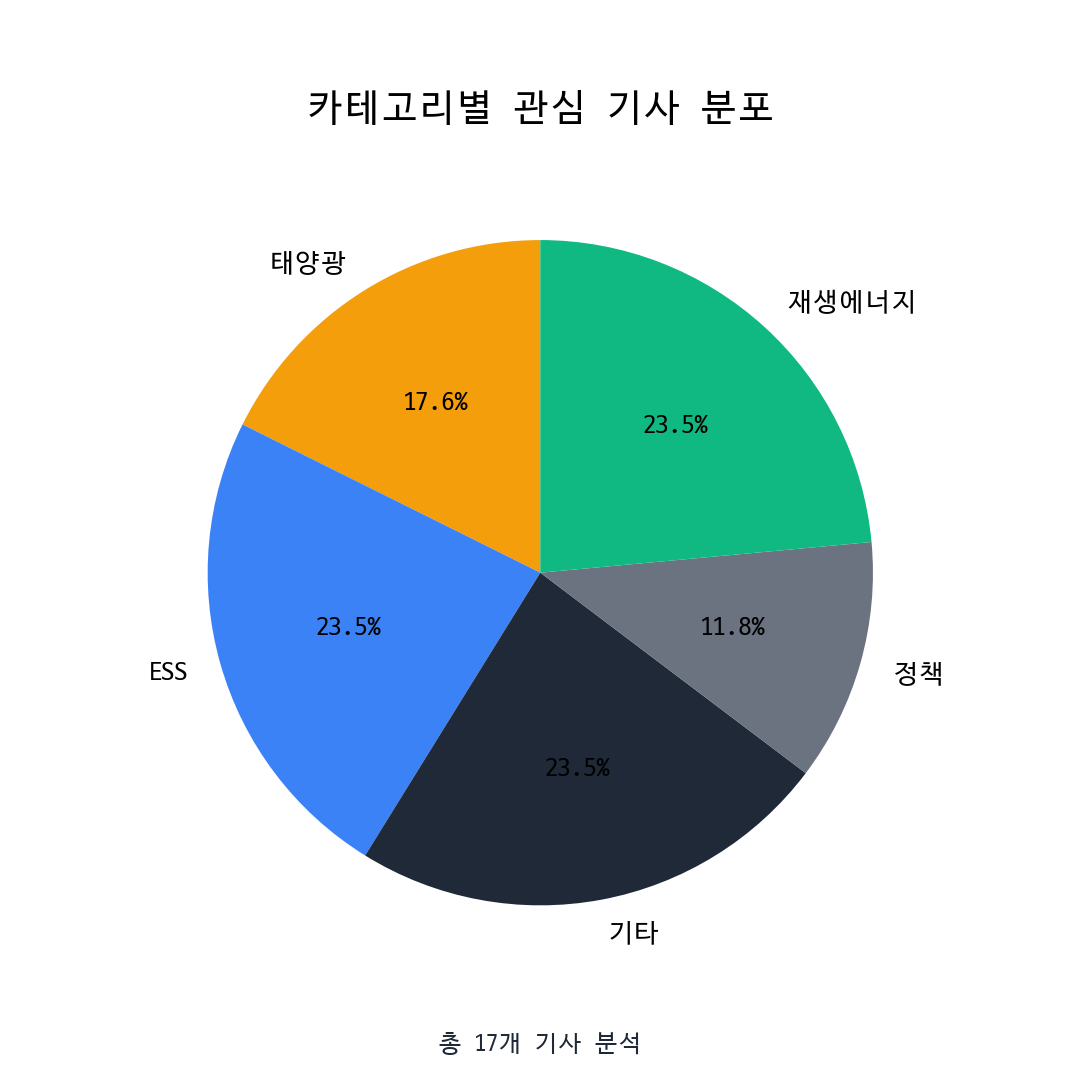 카테고리별 관심 기사 분포
태양광
재생에너지
17.6%
23.5%
23.5%
11.8%
ESS
정책
23.5%
기타
총 17개 기사 분석